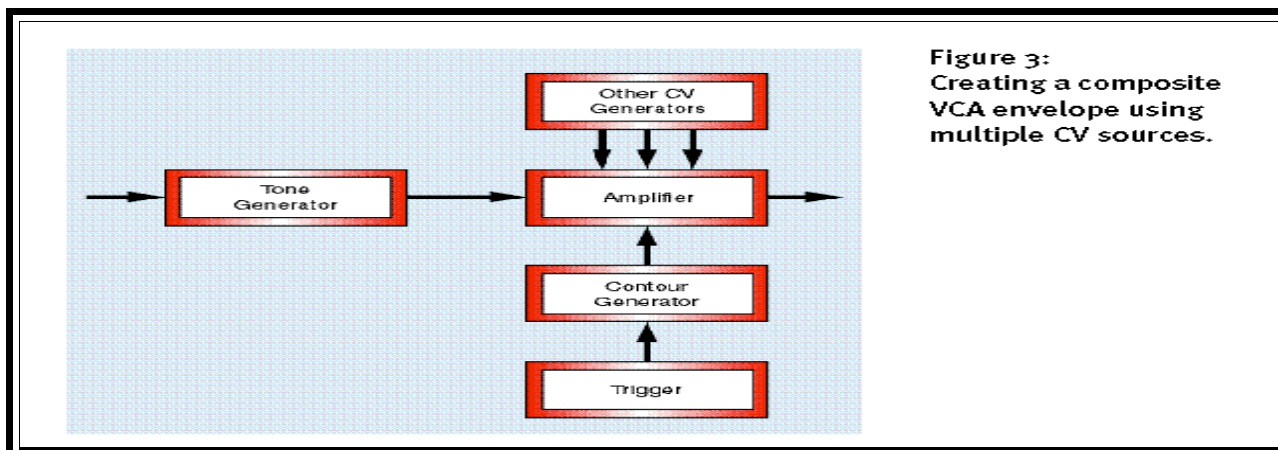 Figure 3:
Creating a composite
VCA envelope using
multiple CV sources.
Other CV
Generators
Tone
Generator
Amplifier
Contour
Generator
Trigger